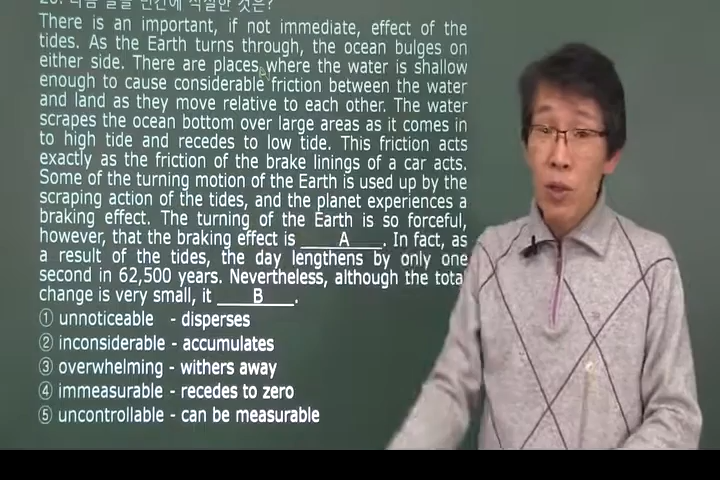 There is an important, if not immediate, effect of the
tides. As the Earth turns through, the ocean bulges on
either side. There are places where the water is shallow
enough to cause considerable friction between the water
and land as they move relative to each other. The water
scrapes the ocean bottom over large areas as it comes in
to high tide and recedes to low tide. This friction acts
exactly as the friction of the brake linings of a car acts.
Some of the turning motion of the Earth is used up by the
scraping action of the tides, and the planet experiences a
braking effect. The turning of the Earth is so forceful,
however, that the braking effect is ____A____. In fact, as
a result of the tides, the day lengthens by only one
second in 62,500 years. Nevertheless, although the total
change is very small, it ____B____.
① unnoticeable - disperses
② inconsiderable - accumulates
③ overwhelming - withers away
④ immeasurable - recedes to zero
⑤ uncontrollable - can be measurable